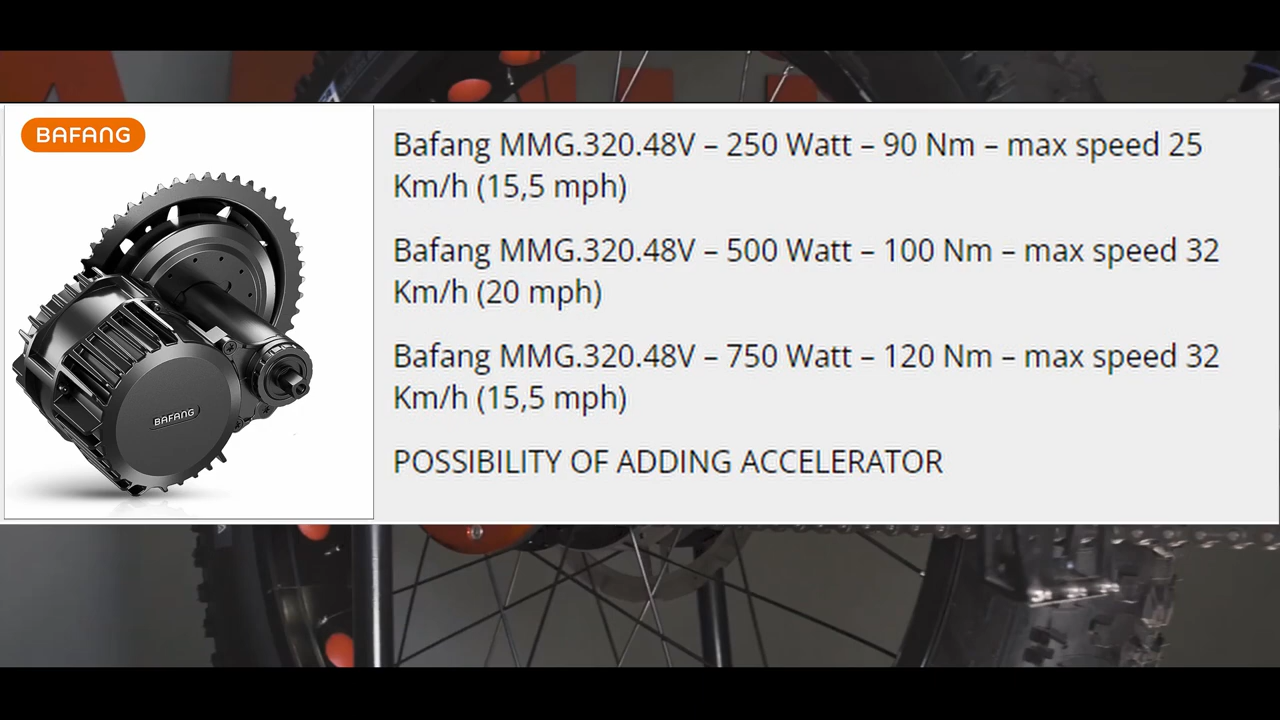 BAFANG
Bafang MMG.320.48V – 250 Watt – 90 Nm – max speed 25
Km/h (15,5 mph)
Bafang MMG.320.48V – 500 Watt – 100 Nm – max speed 32
Km/h (20 mph)
Bafang MMG.320.48V – 750 Watt – 120 Nm – max speed 32
Km/h (15,5 mph)
POSSIBILITY OF ADDING ACCELERATOR
BAFANG